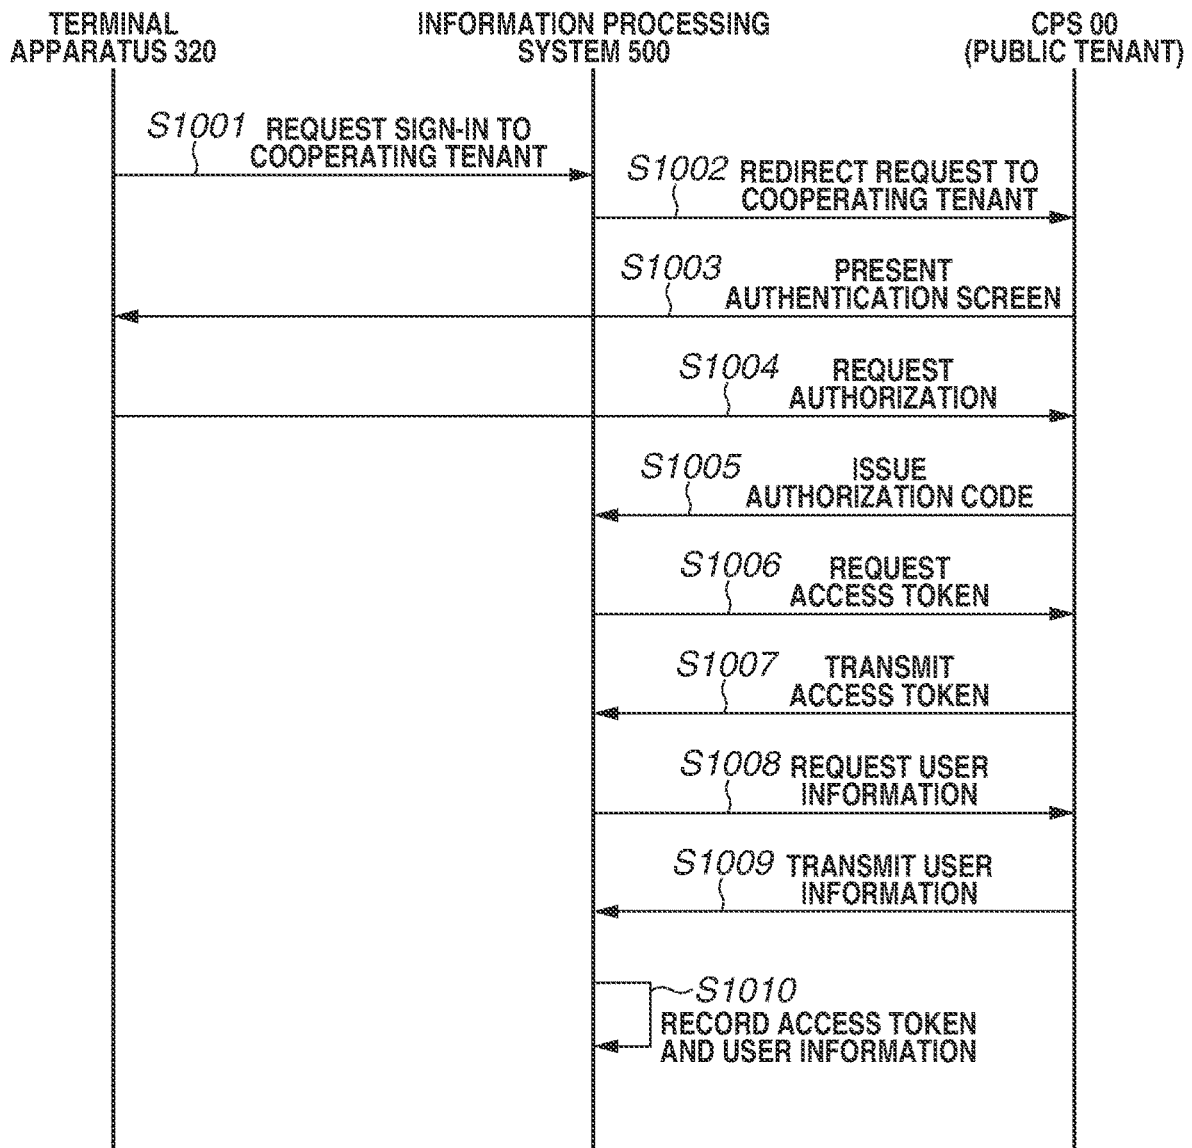 TERMINAL
APPARATUS 320
INFORMATION PROCESSING
SYSTEM 500
CPS 00
(PUBLIC TENANT)
S1001 REQUEST SIGN-IN TO
COOPERATING TENANT
S1002 REDIRECT REQUEST TO
COOPERATING TENANT
S1003 PRESENT
AUTHENTICATION SCREEN
S1004 REQUEST
AUTHORIZATION
S1005 ISSUE
AUTHORIZATION CODE
S1006 REQUEST
ACCESS TOKEN
S1007 TRANSMIT
ACCESS TOKEN
S1008 REQUEST USER
INFORMATION
S1009 TRANSMIT USER
INFORMATION
S1010
RECORD ACCESS TOKEN
AND USER INFORMATION